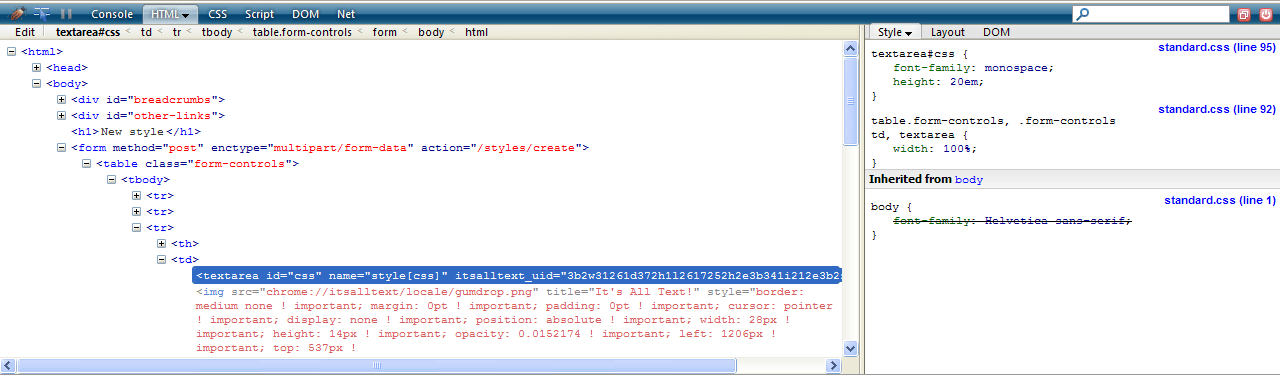 Console HTML CSS Script DOM Net
Edit textarea#css < td < tr < tbody < table.form-controls < form < body < html
Style Layout DOM
<html>
<head>
<body>
<div id="breadcrumbs">
<div id="other-links">
<h1>New style</h1>
<form method="post" enctype="multipart/form-data" action="/styles/create">
<table class="form-controls">
<tbody>
<tr>
<tr>
<tr>
<th>
<td>
<textarea id="css" name="style[css]" itsalltext_uid="3b2w31261d372h1l2617252h2e3b341i212e3b2
<img src="chrome://itsalltext/locale/gumdrop.png" title="It's All Text!" style="border:
medium none ! important; margin: 0pt ! important; padding: 0pt ! important; cursor: pointer
! important; display: none ! important; position: absolute ! important; width: 28px !
important; height: 14px ! important; opacity: 0.0152174 ! important; left: 1206px !
important; top: 537px !
standard.css (line 95)
textarea#css {
font-family: monospace;
height: 20em;
}
standard.css (line 92)
table.form-controls, .form-controls
td, textarea {
width: 100%;
}
Inherited from body
standard.css (line 1)
body {
font-family: Helvetica sans-serif;
}